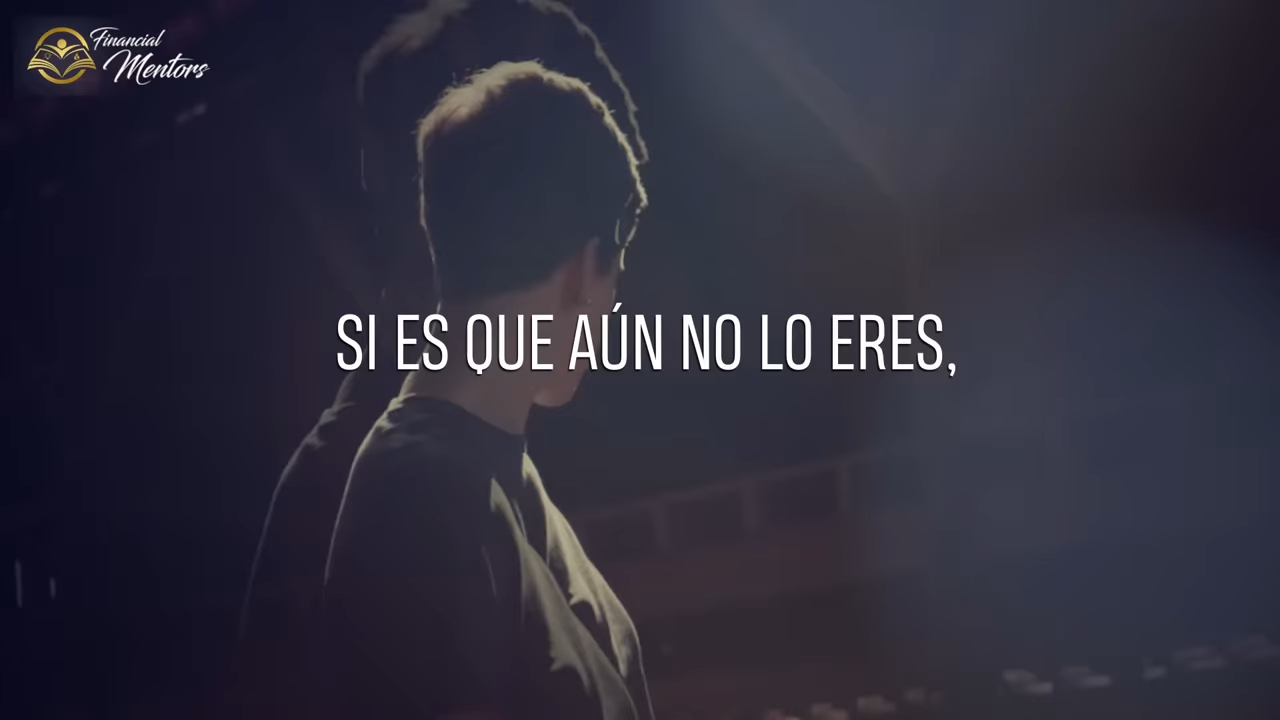 Financial
Mentors
SI ES QUE AÚN NO LO ERES,